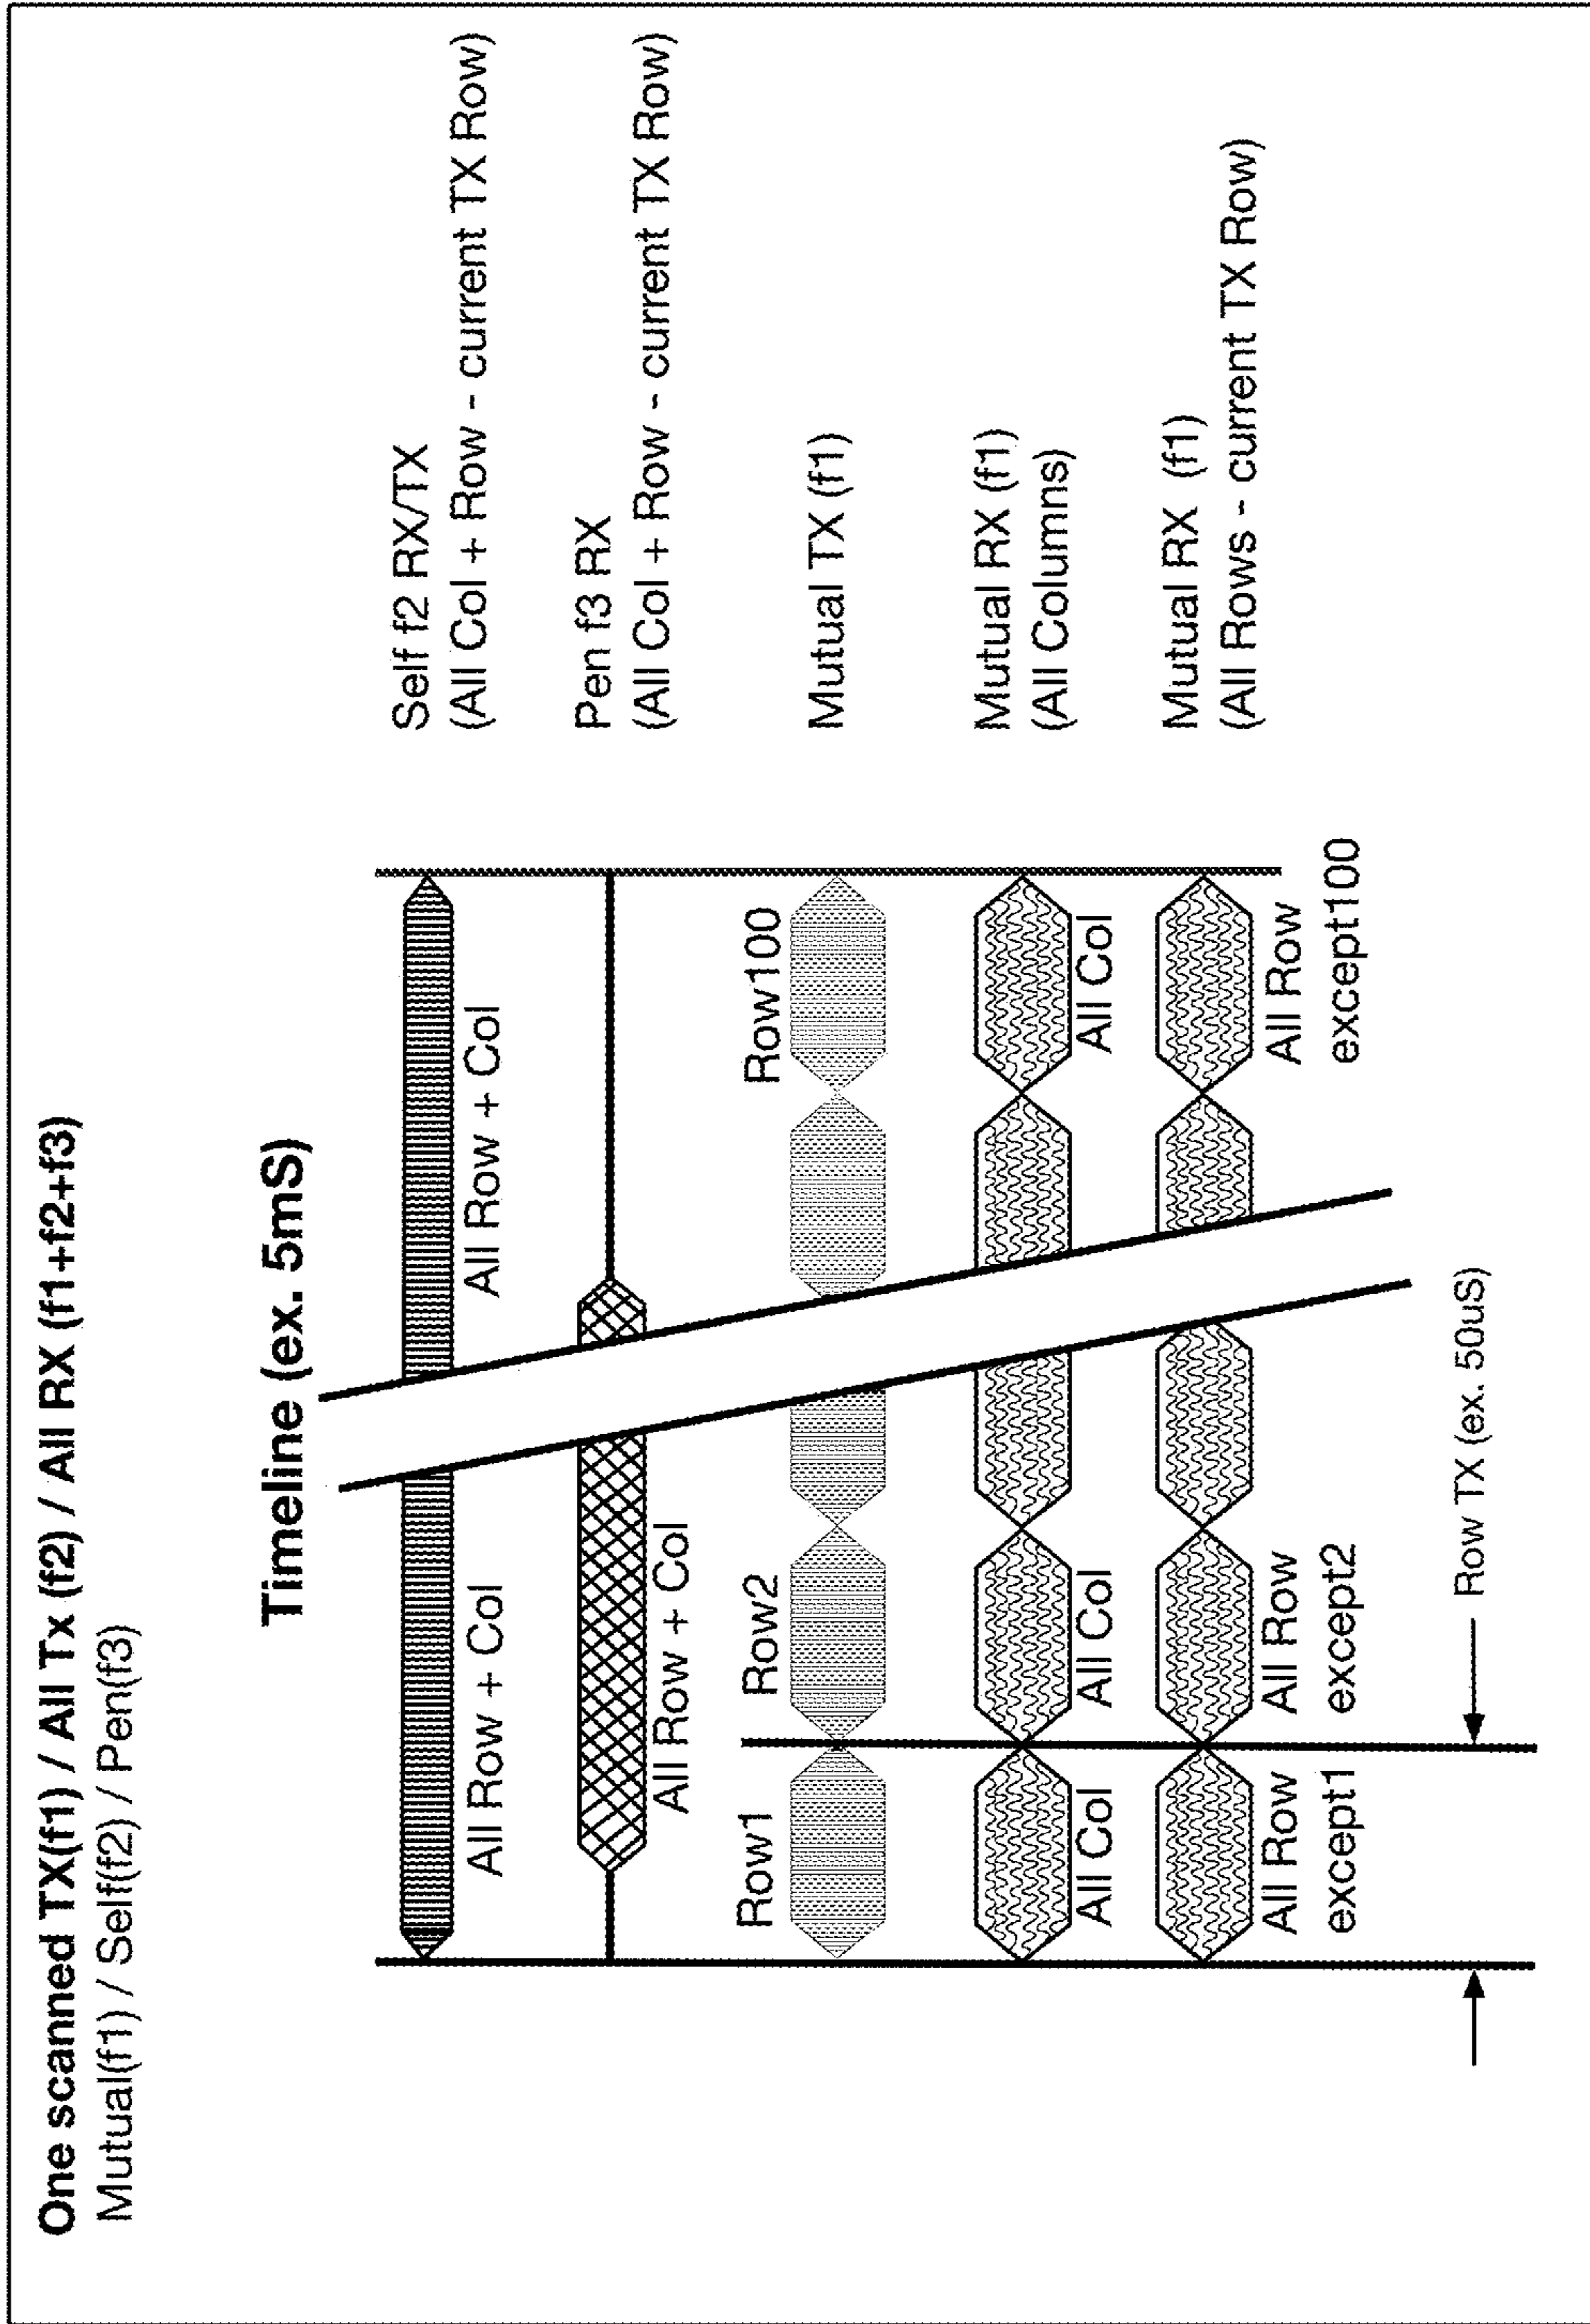 One scanned TX(f1) / All Tx (f2) / All RX (f1+f2+f3)
Mutual(f1) / Self(f2) / Pen(f3)
Timeline (ex. 5mS)
Self f2 RX/TX
(All Col + Row - current TX Row)
All Row + Col
All Row + Col
Pen f3 RX
(All Col + Row - current TX Row)
All Row + Col
Row1
Row2
Row100
Mutual TX (f1)
All Col
All Col
All Col
Mutual RX (f1)
(All Columns)
All Row
except1
All Row
except2
All Row
except100
Mutual RX (f1)
(All Rows - current TX Row)
Row TX (ex. 50uS)